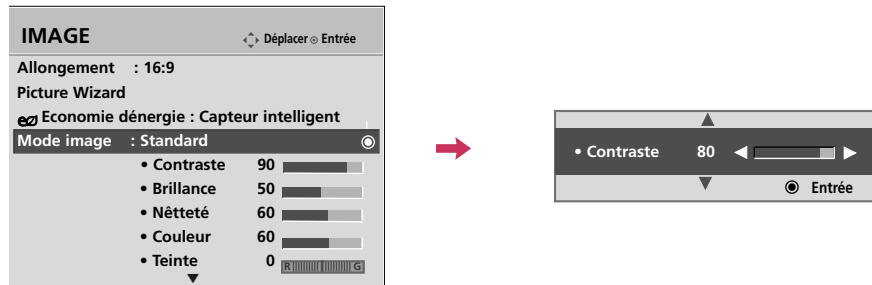 IMAGE
Déplacer Entrée
Allongement : 16:9
Picture Wizard
eco Economie dénergie : Capteur intelligent
Mode image : Standard
• Contraste 90
• Brillance 50
• Nêtteté 60
• Couleur 60
• Teinte 0 R G
• Contraste 80
Entrée